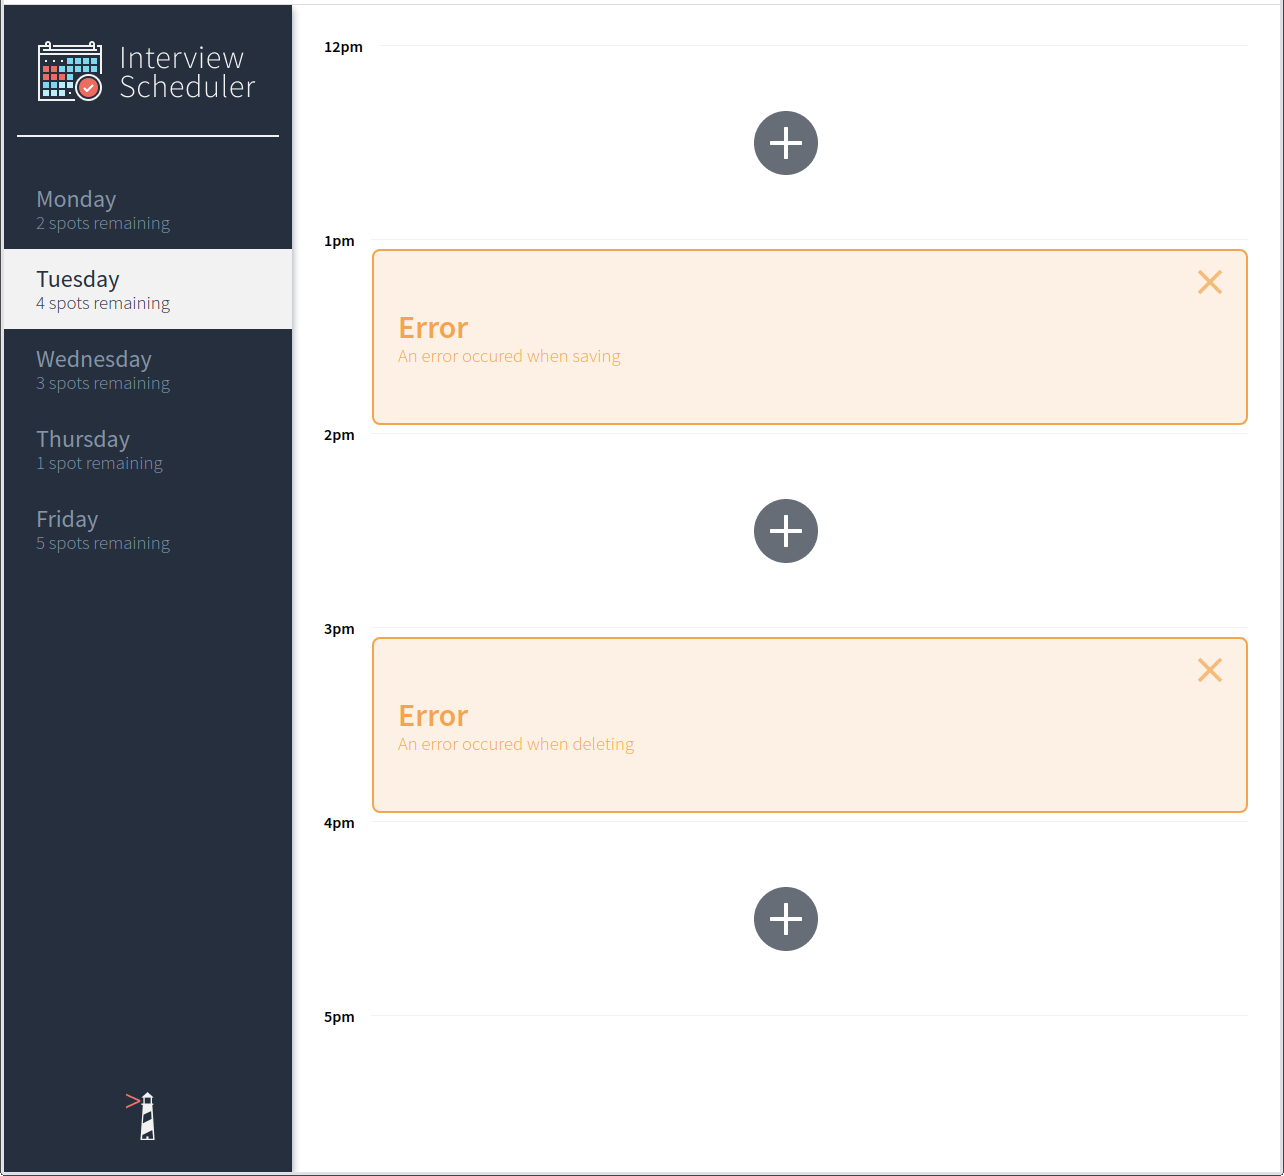 Interview
Scheduler
Monday
2 spots remaining
Tuesday
4 spots remaining
Wednesday
3 spots remaining
Thursday
1 spot remaining
Friday
5 spots remaining
>
12pm
1pm
Error
An error occured when saving
2pm
3pm
Error
An error occured when deleting
4pm
5pm